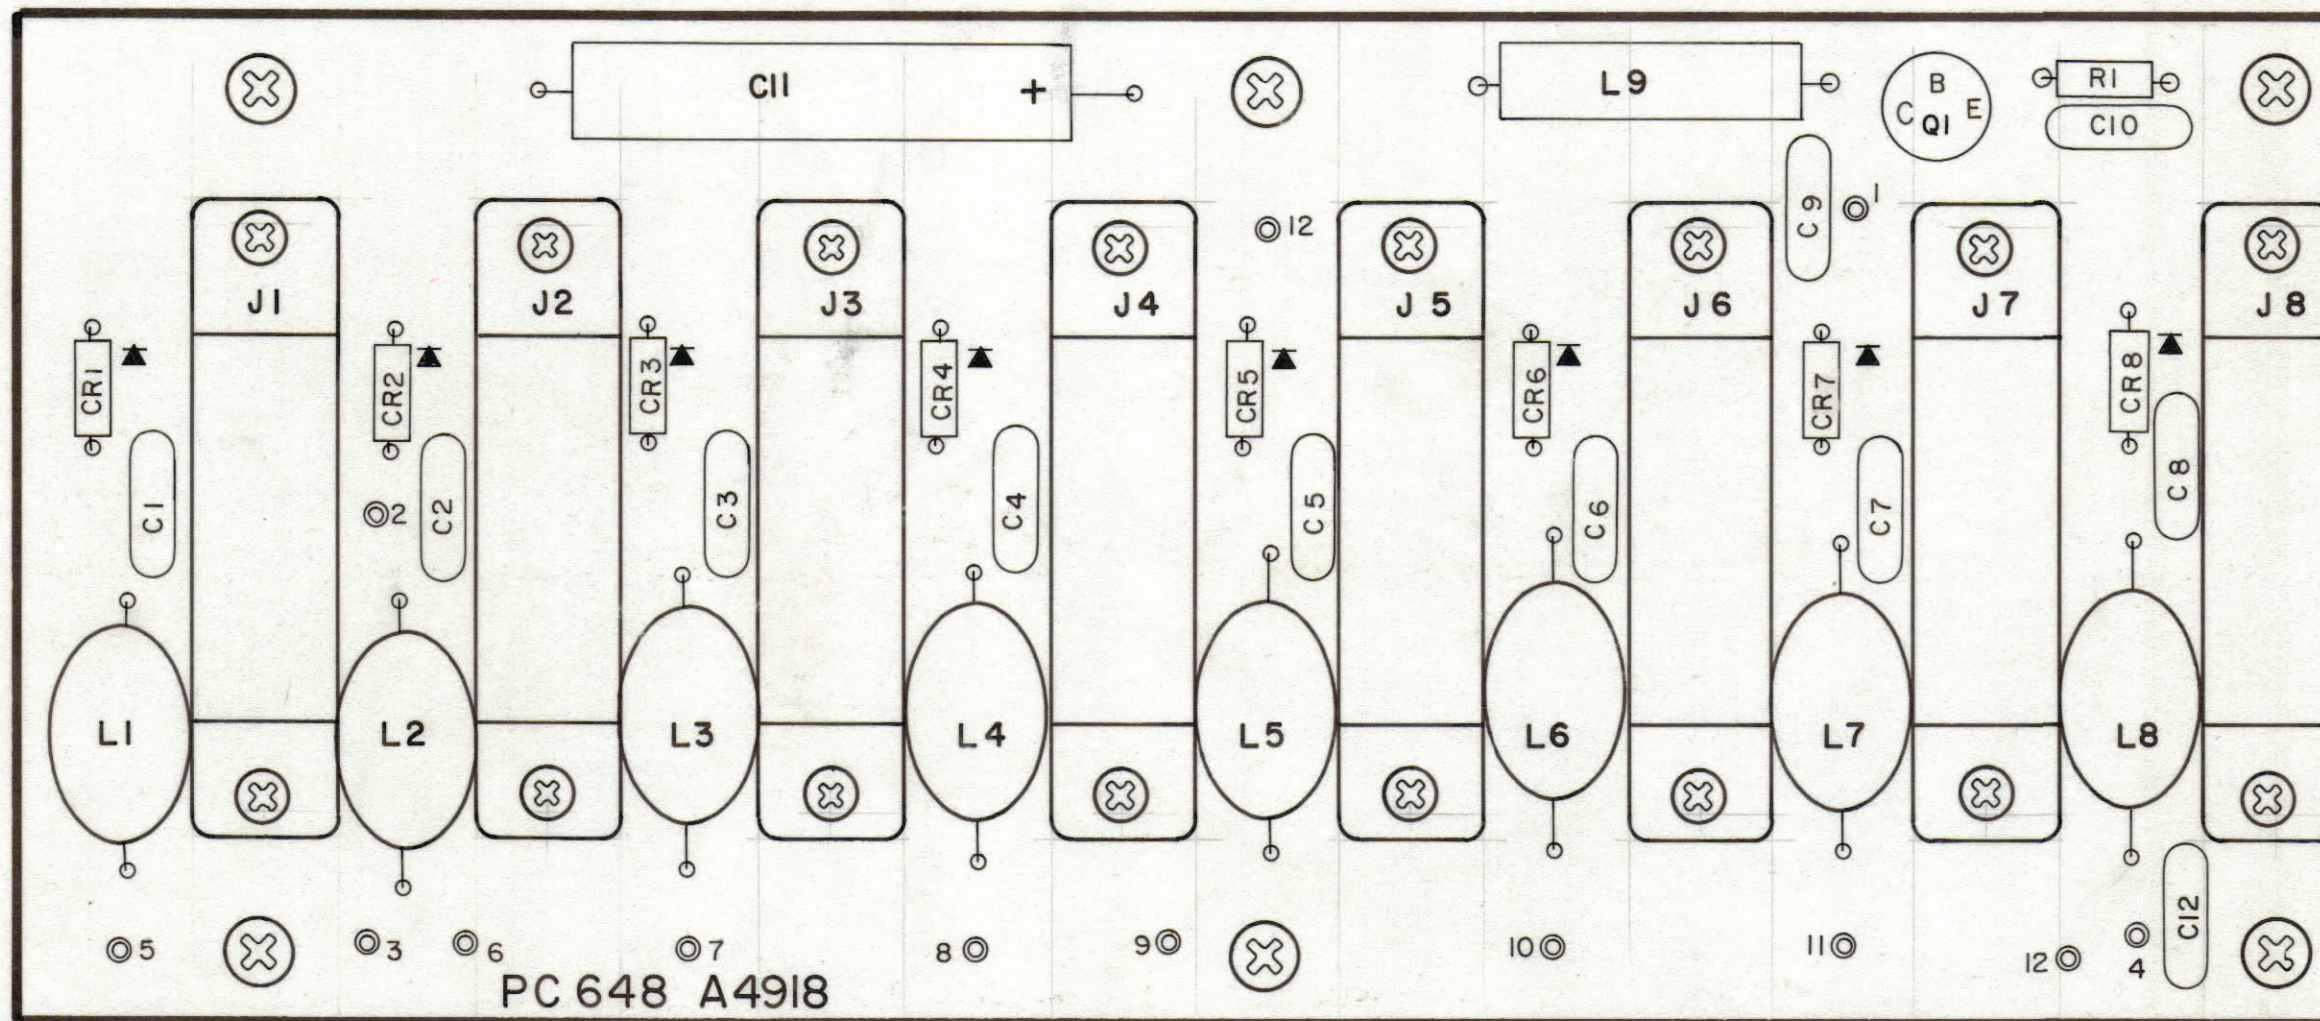 C11 +
L9
B
C E
Q1
R1
C10
C9
1
12
J1 J2 J3 J4 J5 J6 J7 J8
CR1 CR2 CR3 CR4 CR5 CR6 CR7 CR8
C1 C2 C3 C4 C5 C6 C7 C8
2
L1 L2 L3 L4 L5 L6 L7 L8
5 3 6 7 8 9 10 11 12 4
C12
PC 648 A4918